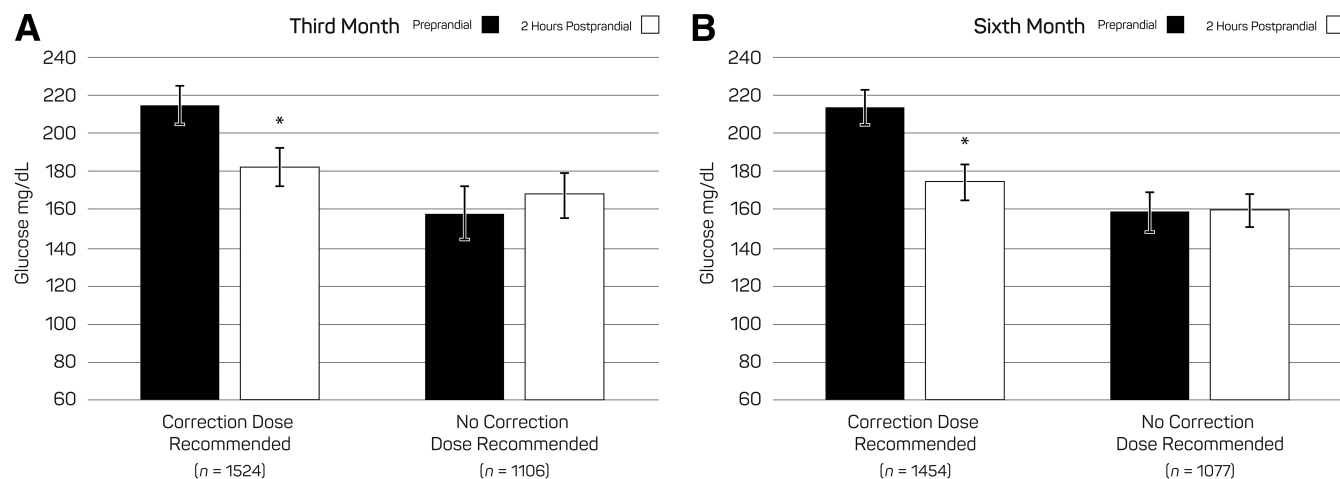 A
Third Month Preprandial 2 Hours Postprandial
240
220
200
180
160
140
120
100
80
60
Glucose mg/dL
*
Correction Dose
Recommended
(n = 1524)
No Correction
Dose Recommended
(n = 1106)
B
Sixth Month Preprandial 2 Hours Postprandial
240
220
200
180
160
140
120
100
80
60
Glucose mg/dL
*
Correction Dose
Recommended
(n = 1454)
No Correction
Dose Recommended
(n = 1077)